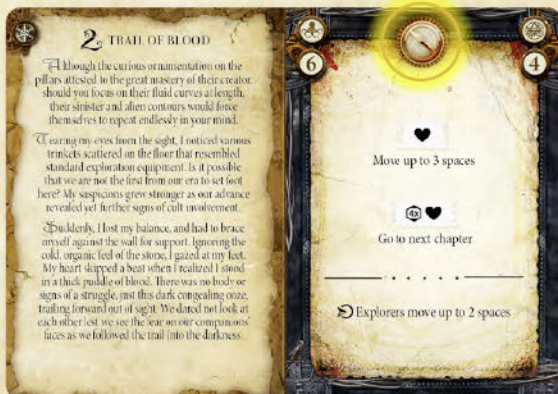 2. TRAIL OF BLOOD
Although the curious ornamentation on the
pillars attested to the great mastery of their creator,
should you focus on their fluid curves at length,
their sinister and alien contours would force
themselves to repeat endlessly in your mind.
Tearing my eyes from the sight, I noticed various
trinkets scattered on the floor that resembled
standard exploration equipment. Is it possible
that we are not the first from our era to set foot
here? My suspicions grew stronger as our advance
revealed yet further signs of cult involvement.
Suddenly, I lost my balance, and had to brace
myself against the wall for support. Ignoring the
cold, organic feel of the stone, I gazed at my feet.
My heart skipped a beat when I realized I stood
in a thick puddle of blood. There was no body or
signs of a struggle, just this dark congealing ooze,
trailing forward out of sight. We dared not look at
each other lest we see the fear on our companions'
faces as we followed the trail into the darkness.
6
4
Move up to 3 spaces
4x
Go to next chapter
Explorers move up to 2 spaces